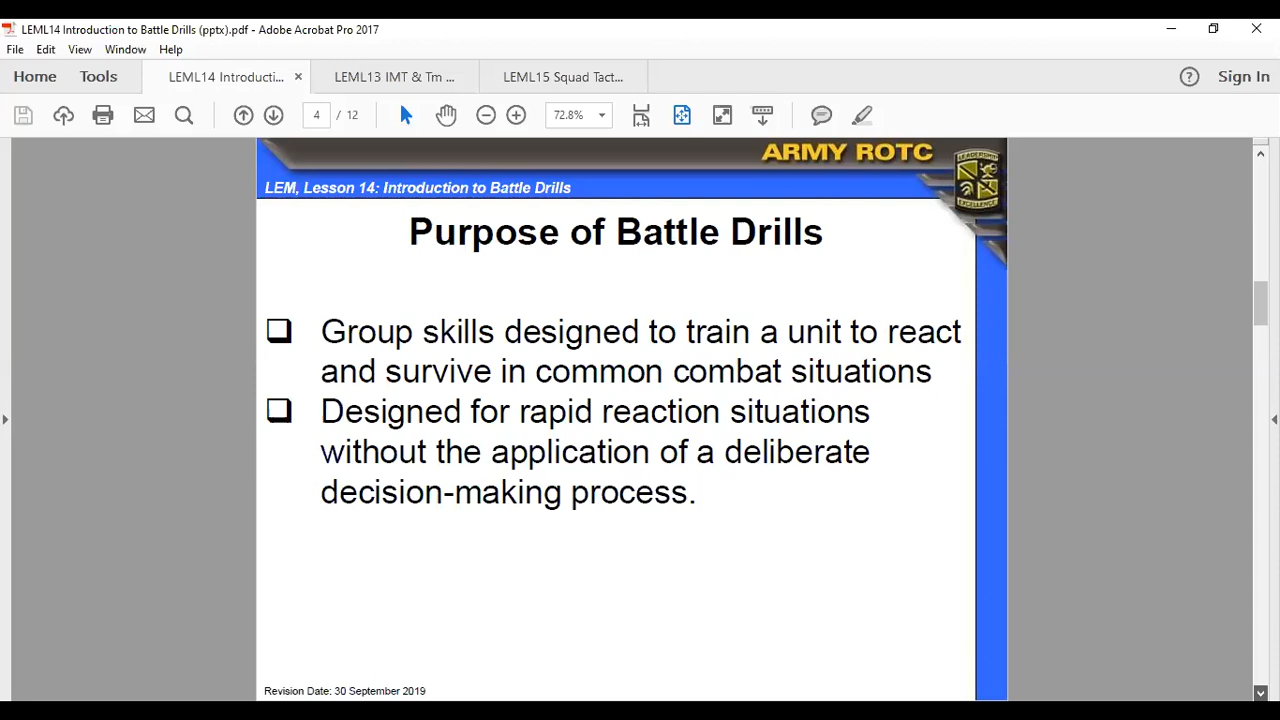 LEML14 Introduction to Battle Drills (pptx).pdf - Adobe Acrobat Pro 2017
File Edit View Window Help
Home Tools LEML14 Introducti... × LEML13 IMT & Tm ... LEML15 Squad Tact... ? Sign In
4 / 12 72.8%
ARMY ROTC
LEADERSHIP
EXCELLENCE
LEM, Lesson 14: Introduction to Battle Drills
Purpose of Battle Drills
❑ Group skills designed to train a unit to react
and survive in common combat situations
❑ Designed for rapid reaction situations
without the application of a deliberate
decision-making process.
Revision Date: 30 September 2019